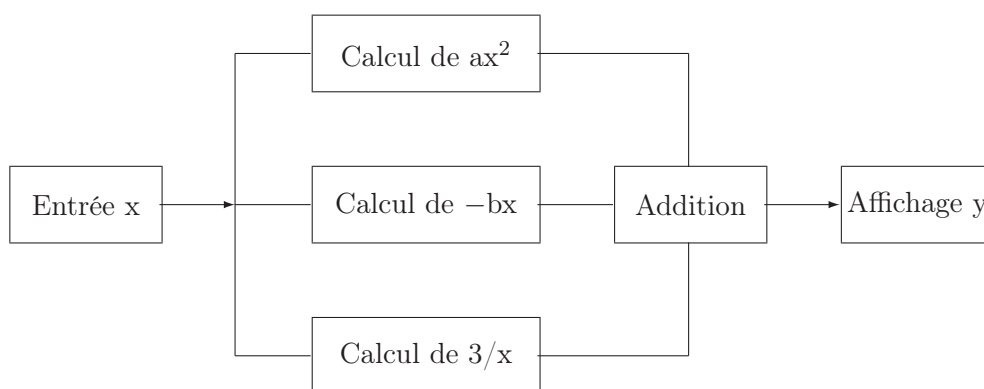 Calcul de ax²
Entrée x
Calcul de −bx
Addition
Affichage y
Calcul de 3/x